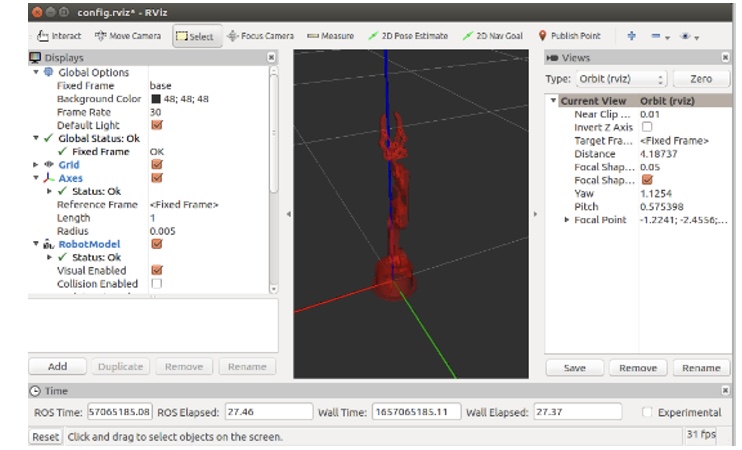 config.rviz* - RViz
Interact Move Camera Select Focus Camera Measure 2D Pose Estimate 2D Nav Goal Publish Point
Displays
Global Options
Fixed Frame base
Background Color 48; 48; 48
Frame Rate 30
Default Light
Global Status: Ok
Fixed Frame OK
Grid
Axes
Status: Ok
Reference Frame <Fixed Frame>
Length 1
Radius 0.005
RobotModel
Status: Ok
Visual Enabled
Collision Enabled
Add Duplicate Remove Rename
Views
Type: Orbit (rviz) Zero
Current View Orbit (rviz)
Near Clip ... 0.01
Invert Z Axis
Target Fra... <Fixed Frame>
Distance 4.18737
Focal Shap... 0.05
Focal Shap...
Yaw 1.1254
Pitch 0.575398
Focal Point -1.2241; -2.4556;...
Save Remove Rename
Time
ROS Time: 57065185.08 ROS Elapsed: 27.46 Wall Time: 1657065185.11 Wall Elapsed: 27.37 Experimental
Reset Click and drag to select objects on the screen. 31 fps